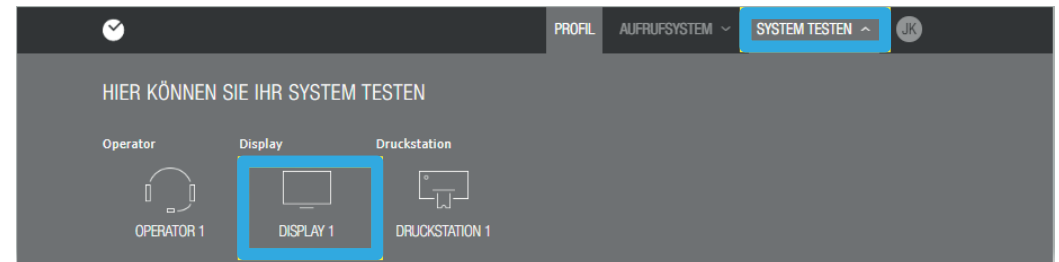 PROFIL AUFRUFSYSTEM SYSTEM TESTEN JK
HIER KÖNNEN SIE IHR SYSTEM TESTEN
Operator Display Druckstation
OPERATOR 1 DISPLAY 1 DRUCKSTATION 1